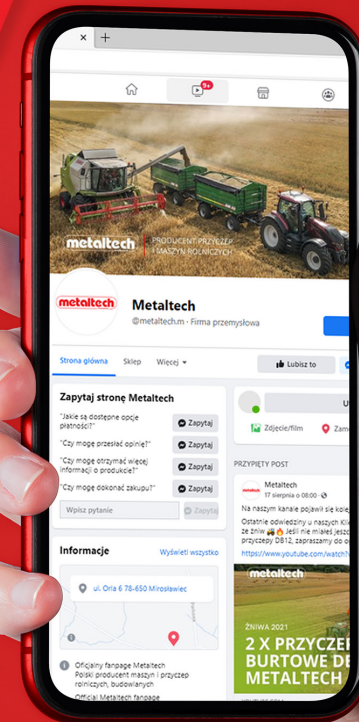 9+
metaltech
PRODUCENT PRZYCZEP
I MASZYN ROLNICZYCH
metaltech
Metaltech
@metaltech.m · Firma przemysłowa
Strona główna Sklep Więcej
Lubisz to
Zapytaj stronę Metaltech
"Jakie są dostępne opcje
płatności?"
Zapytaj
"Czy mogę przesłać opinię?"
Zapytaj
"Czy mogę otrzymać więcej
informacji o produkcie?"
Zapytaj
"Czy mogę dokonać zakupu?"
Zapytaj
Wpisz pytanie
Zapytaj
Informacje
Wyświetl wszystko
ul. Orla 6 78-650 Mirosławiec
Oficjalny fanpage Metaltech
Polski producent maszyn i przyczep
rolniczych, budowlanych
Official Metaltech fanpage
U
Zdjęcie/film
PRZYPIĘTY POST
Metaltech
17 sierpnia o 08:00
Na naszym kanale pojawił się
Ostatnie odwiedziny u naszych
ze żniw Jeśli nie miałeś
przyczepy DB12, zapraszamy do
https://www.youtube.com/watch?
metaltech
ŻNIWA 2021
2 X PRZYCZE
BURTOWE D
METALTECH